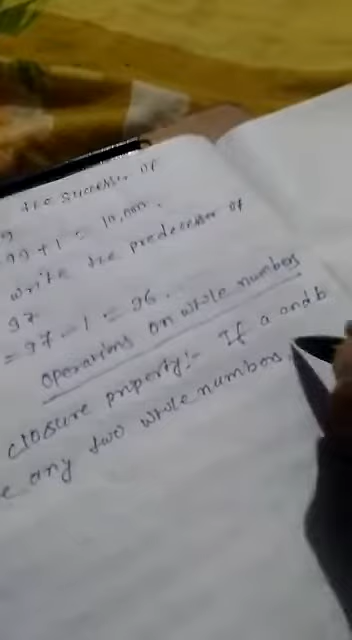 the successor of
99 + 1 = 10,000.
write the predecessor of
97
= 97 - 1 = 96.
operations on whole numbers
closure property:- If a and b
any two whole numbers,